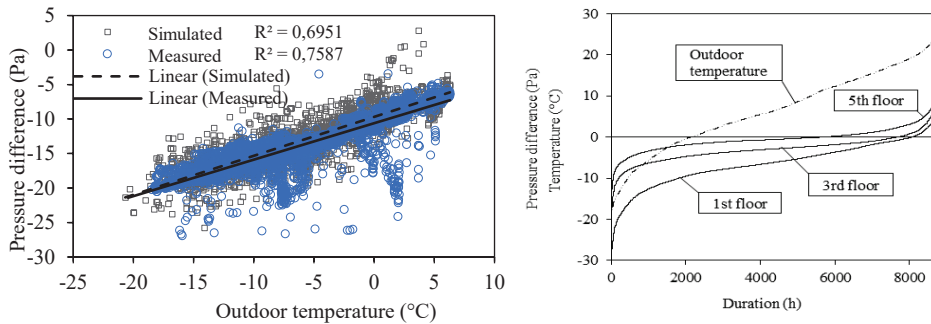 Simulated R² = 0,6951
Measured R² = 0,7587
Linear (Simulated)
Linear (Measured)
5
0
-5
-10
-15
-20
-25
-30
Pressure difference (Pa)
-25 -20 -15 -10 -5 0 5 10
Outdoor temperature (°C)
Pressure difference (Pa)
Temperature (°C)
30
20
10
0
-10
-20
-30
Outdoor
temperature
5th floor
3rd floor
1st floor
0 2000 4000 6000 8000
Duration (h)